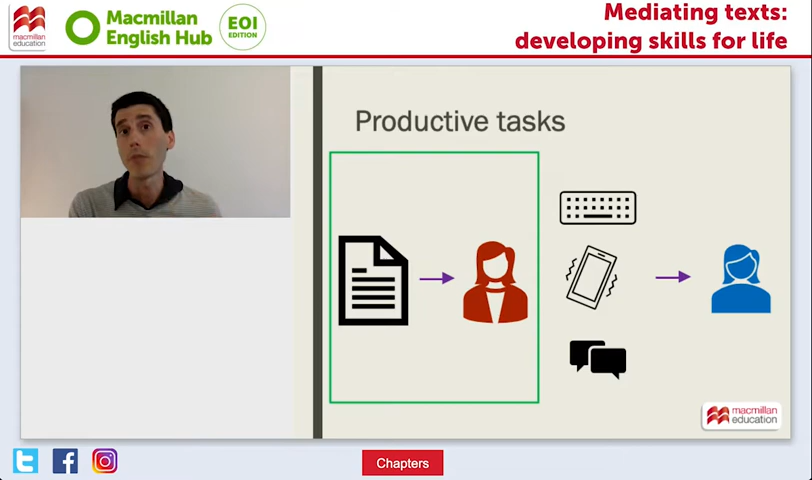 macmillan
education
Macmillan
English Hub
EOI
EDITION
Mediating texts:
developing skills for life
Productive tasks
macmillan
education
Chapters